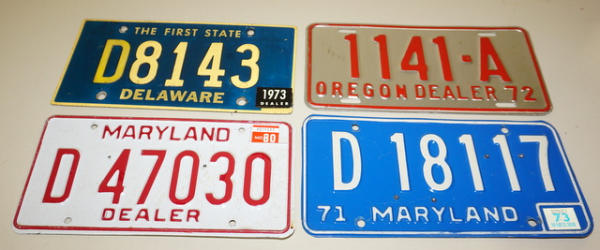 THE FIRST STATE
D8143
DELAWARE
1973
DEALER
1141-A
OREGON DEALER 72
MARYLAND
80
D 47030
DEALER
D 18117
71 MARYLAND
73